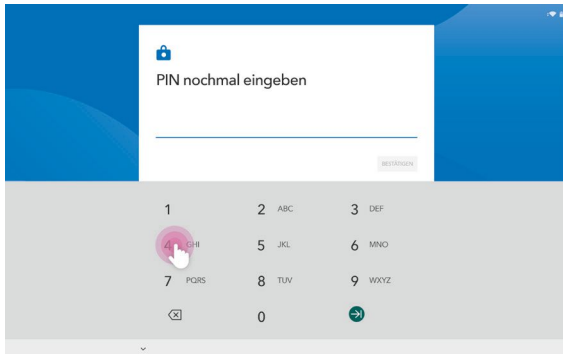 PIN nochmal eingeben
BESTÄTIGEN
1 2 ABC 3 DEF
4 GHI 5 JKL 6 MNO
7 PQRS 8 TUV 9 WXYZ
0